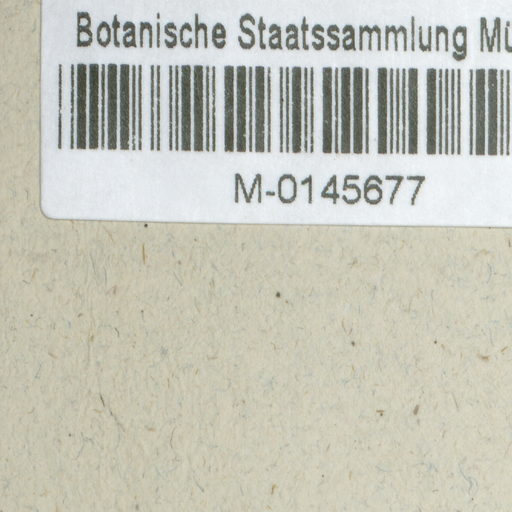 Botanische Staatssammlung Mü
M-0145677